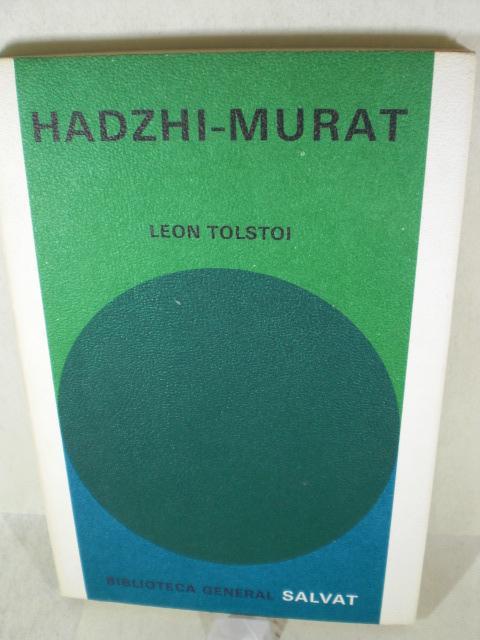 HADZHI-MURAT
LEON TOLSTOI
BIBLIOTECA GENERAL SALVAT